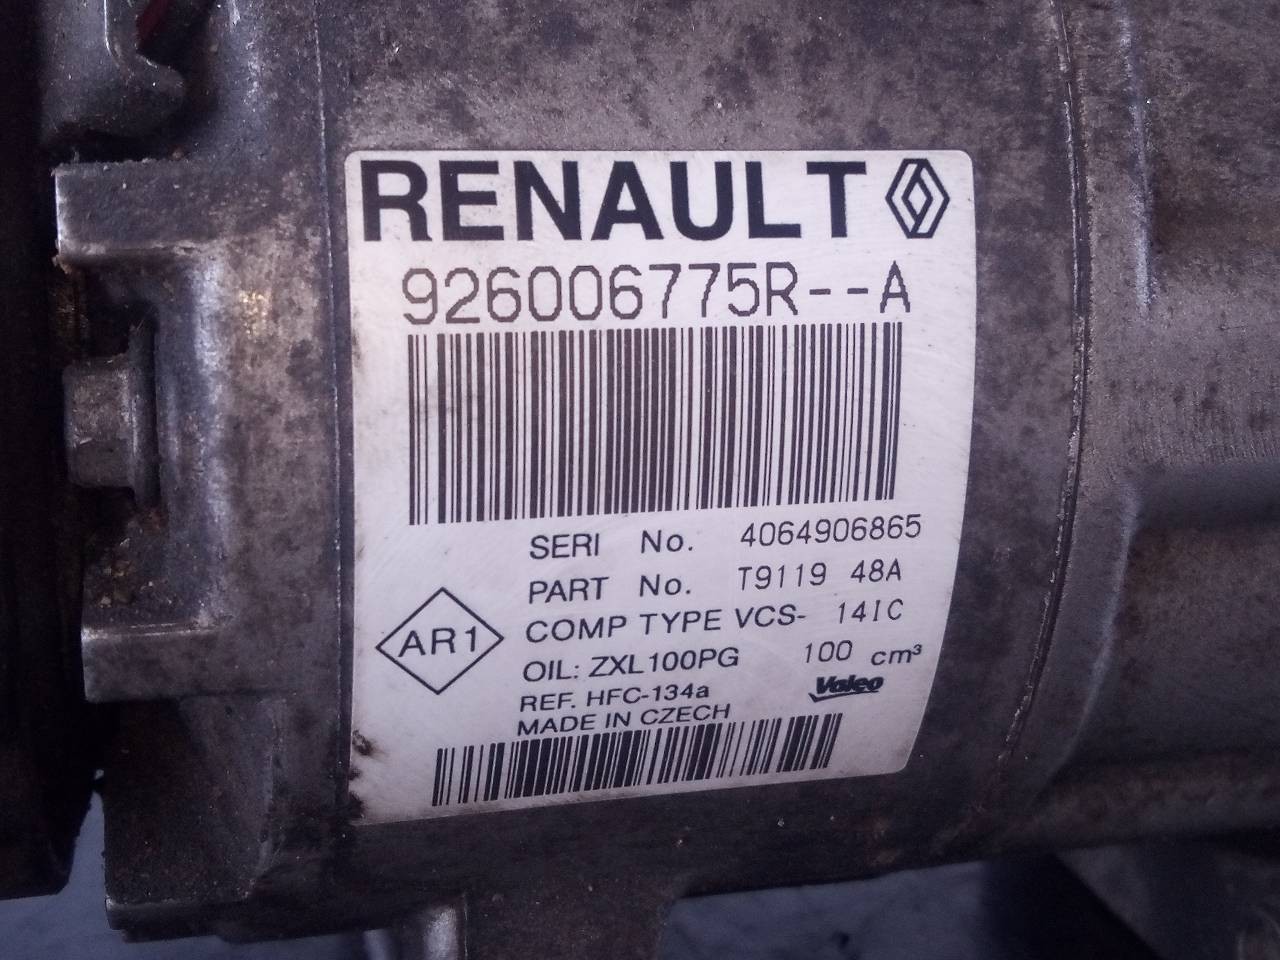 RENAULT
926006775R--A
SERI No. 4064906865
PART No. T9119 48A
COMP TYPE VCS- 14IC
OIL: ZXL100PG 100 cm³
REF. HFC-134a
Valeo
MADE IN CZECH
AR1